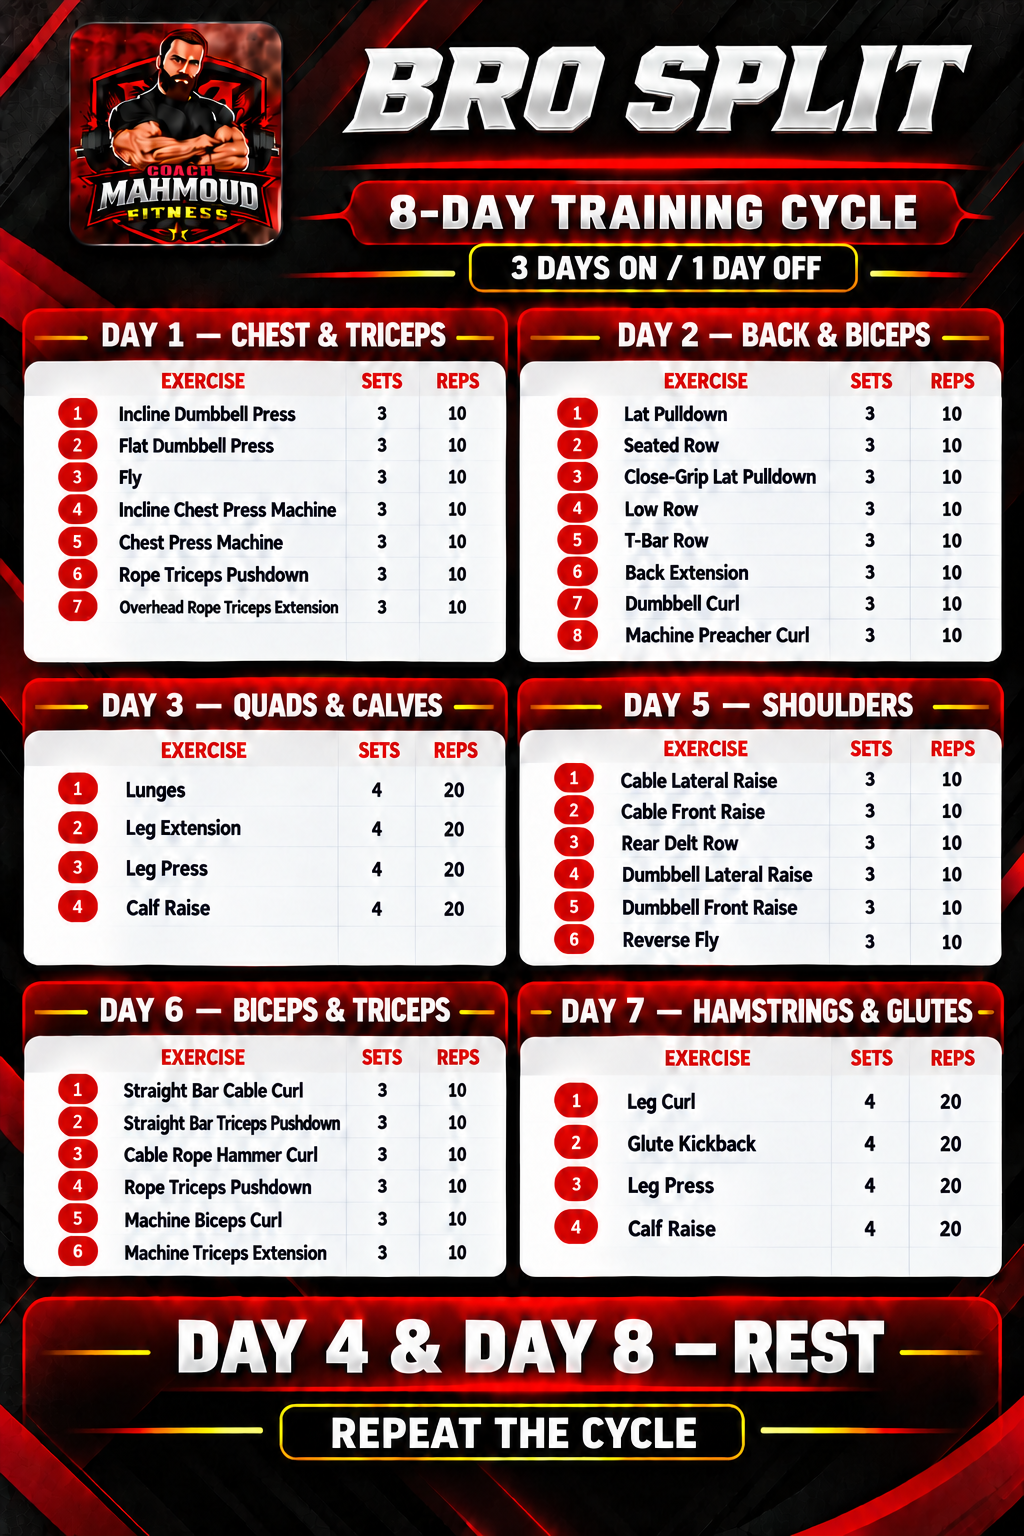 COACH
MAHMOUD
FITNESS
BRO SPLIT
8-DAY TRAINING CYCLE
3 DAYS ON / 1 DAY OFF
DAY 1 — CHEST & TRICEPS
EXERCISE SETS REPS
1 Incline Dumbbell Press 3 10
2 Flat Dumbbell Press 3 10
3 Fly 3 10
4 Incline Chest Press Machine 3 10
5 Chest Press Machine 3 10
6 Rope Triceps Pushdown 3 10
7 Overhead Rope Triceps Extension 3 10
DAY 2 — BACK & BICEPS
EXERCISE SETS REPS
1 Lat Pulldown 3 10
2 Seated Row 3 10
3 Close-Grip Lat Pulldown 3 10
4 Low Row 3 10
5 T-Bar Row 3 10
6 Back Extension 3 10
7 Dumbbell Curl 3 10
8 Machine Preacher Curl 3 10
DAY 3 — QUADS & CALVES
EXERCISE SETS REPS
1 Lunges 4 20
2 Leg Extension 4 20
3 Leg Press 4 20
4 Calf Raise 4 20
DAY 5 — SHOULDERS
EXERCISE SETS REPS
1 Cable Lateral Raise 3 10
2 Cable Front Raise 3 10
3 Rear Delt Row 3 10
4 Dumbbell Lateral Raise 3 10
5 Dumbbell Front Raise 3 10
6 Reverse Fly 3 10
DAY 6 — BICEPS & TRICEPS
EXERCISE SETS REPS
1 Straight Bar Cable Curl 3 10
2 Straight Bar Triceps Pushdown 3 10
3 Cable Rope Hammer Curl 3 10
4 Rope Triceps Pushdown 3 10
5 Machine Biceps Curl 3 10
6 Machine Triceps Extension 3 10
DAY 7 — HAMSTRINGS & GLUTES
EXERCISE SETS REPS
1 Leg Curl 4 20
2 Glute Kickback 4 20
3 Leg Press 4 20
4 Calf Raise 4 20
DAY 4 & DAY 8 – REST
REPEAT THE CYCLE